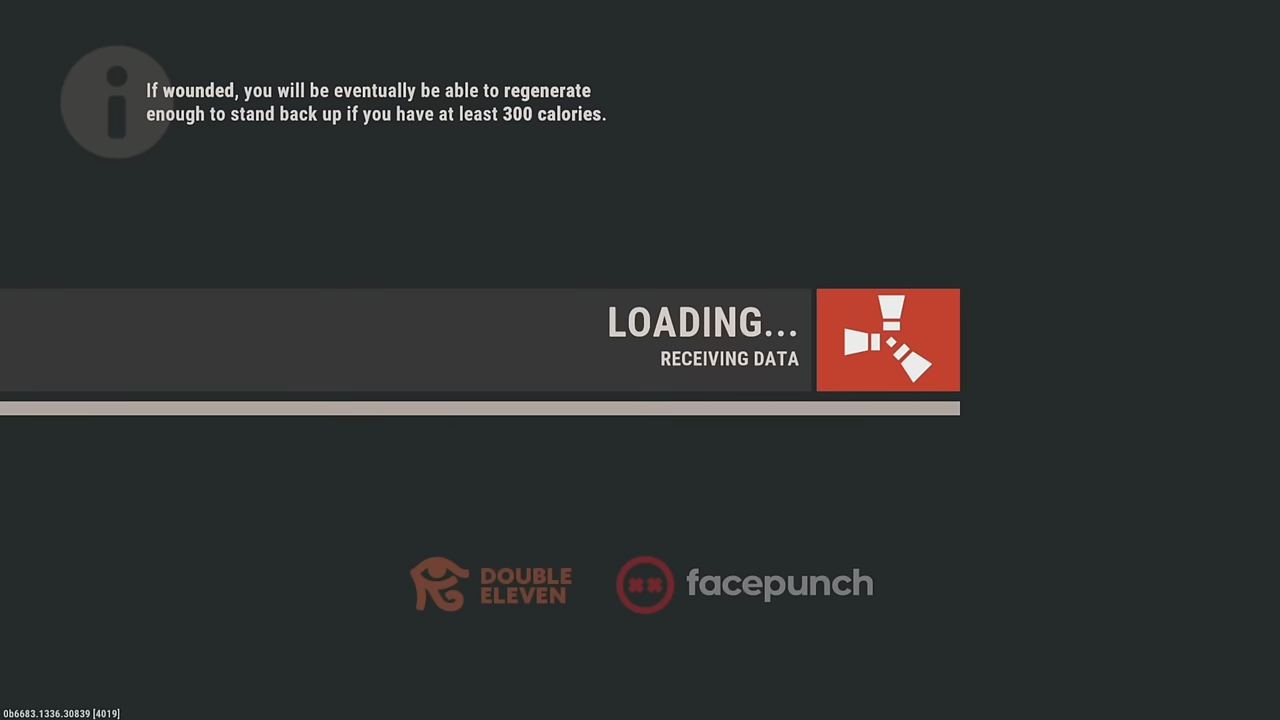 If wounded, you will be eventually be able to regenerate
enough to stand back up if you have at least 300 calories.
LOADING...
RECEIVING DATA
DOUBLE
ELEVEN
facepunch
0b6683.1336.30839 [4019]